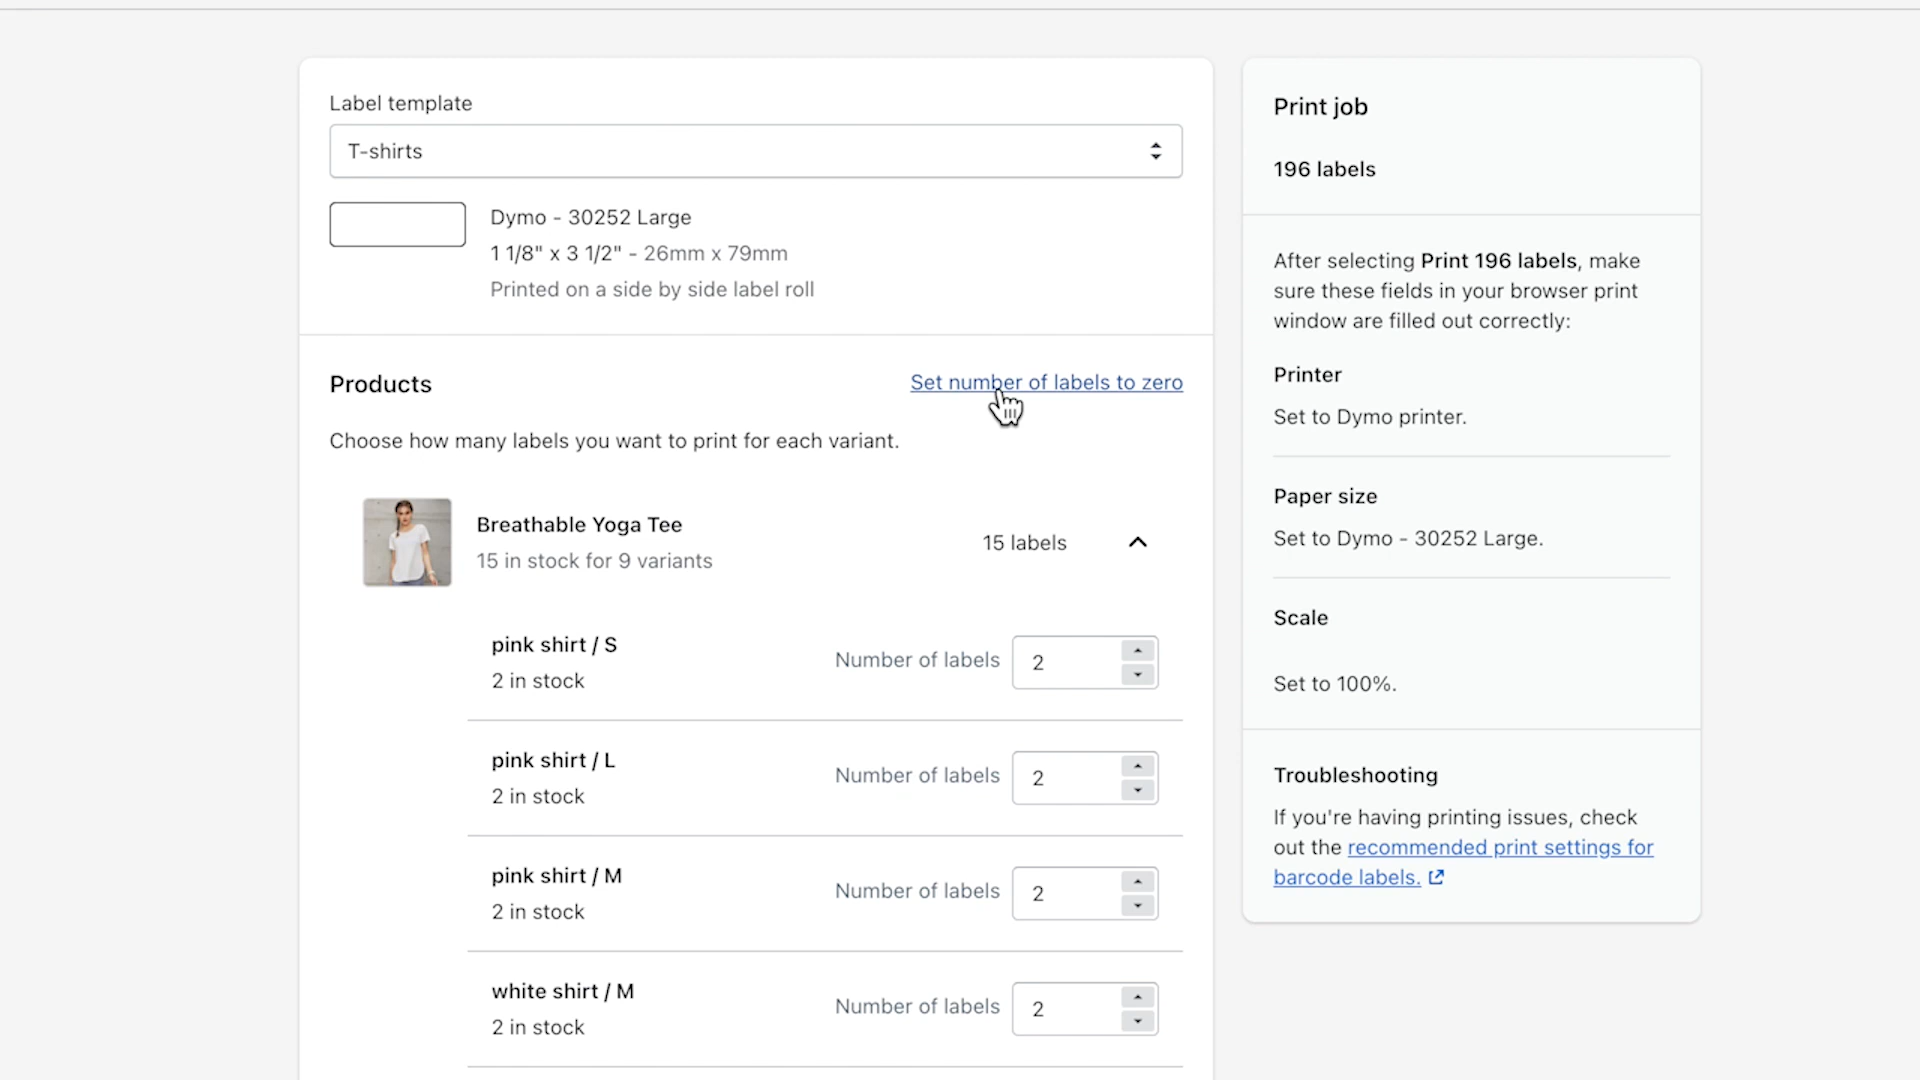 Label template
T-shirts
Dymo - 30252 Large
1 1/8" x 3 1/2" - 26mm x 79mm
Printed on a side by side label roll
Products
Set number of labels to zero
Choose how many labels you want to print for each variant.
Breathable Yoga Tee
15 in stock for 9 variants
15 labels
pink shirt / S
2 in stock
Number of labels
2
pink shirt / L
2 in stock
Number of labels
2
pink shirt / M
2 in stock
Number of labels
2
white shirt / M
2 in stock
Number of labels
2
Print job
196 labels
After selecting Print 196 labels, make
sure these fields in your browser print
window are filled out correctly:
Printer
Set to Dymo printer.
Paper size
Set to Dymo - 30252 Large.
Scale
Set to 100%.
Troubleshooting
If you're having printing issues, check
out the recommended print settings for
barcode labels.